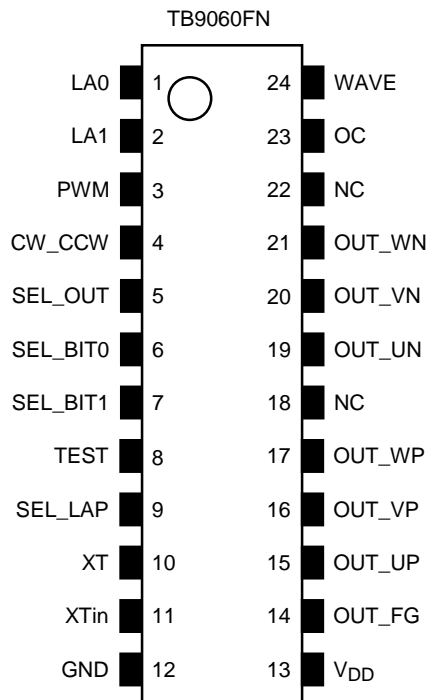 TB9060FN
LA0 1 24 WAVE
LA1 2 23 OC
PWM 3 22 NC
CW_CCW 4 21 OUT_WN
SEL_OUT 5 20 OUT_VN
SEL_BIT0 6 19 OUT_UN
SEL_BIT1 7 18 NC
TEST 8 17 OUT_WP
SEL_LAP 9 16 OUT_VP
XT 10 15 OUT_UP
XTin 11 14 OUT_FG
GND 12 13 VDD